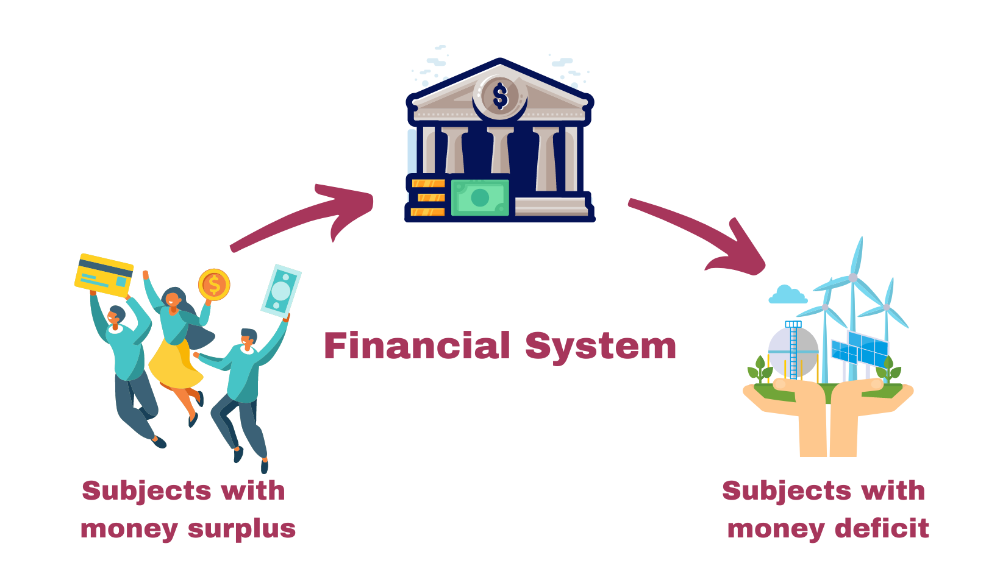 $
$
Financial System
Subjects with
money surplus
Subjects with
money deficit